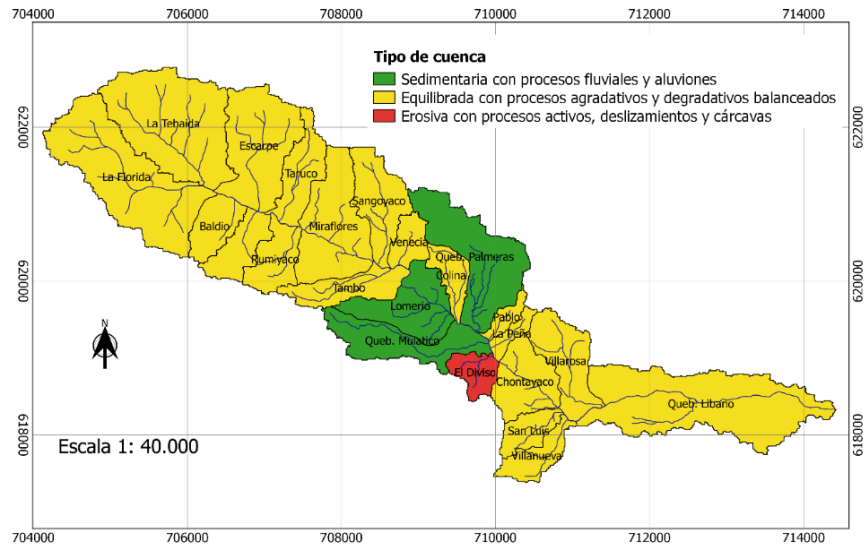 704000 706000 708000 710000 712000 714000
Tipo de cuenca
Sedimentaria con procesos fluviales y aluviones
Equilibrada con procesos agradativos y degradativos balanceados
Erosiva con procesos activos, deslizamientos y cárcavas
622000 622000
La Tebaida
Escarpe
Taruco
La Florida
Sangoyaco
Baldio
Miraflores
Venecia
Queb. Palmeras
Rumiyaco
Colina
620000 620000
Tambo
Lomerio
Pablo
La Peña
Queb. Mulatico
Villarosa
El Diviso
Chontayaco
Queb. Libano
N
San Luis
618000 618000
Escala 1: 40.000
Villanueva
704000 706000 708000 710000 712000 714000